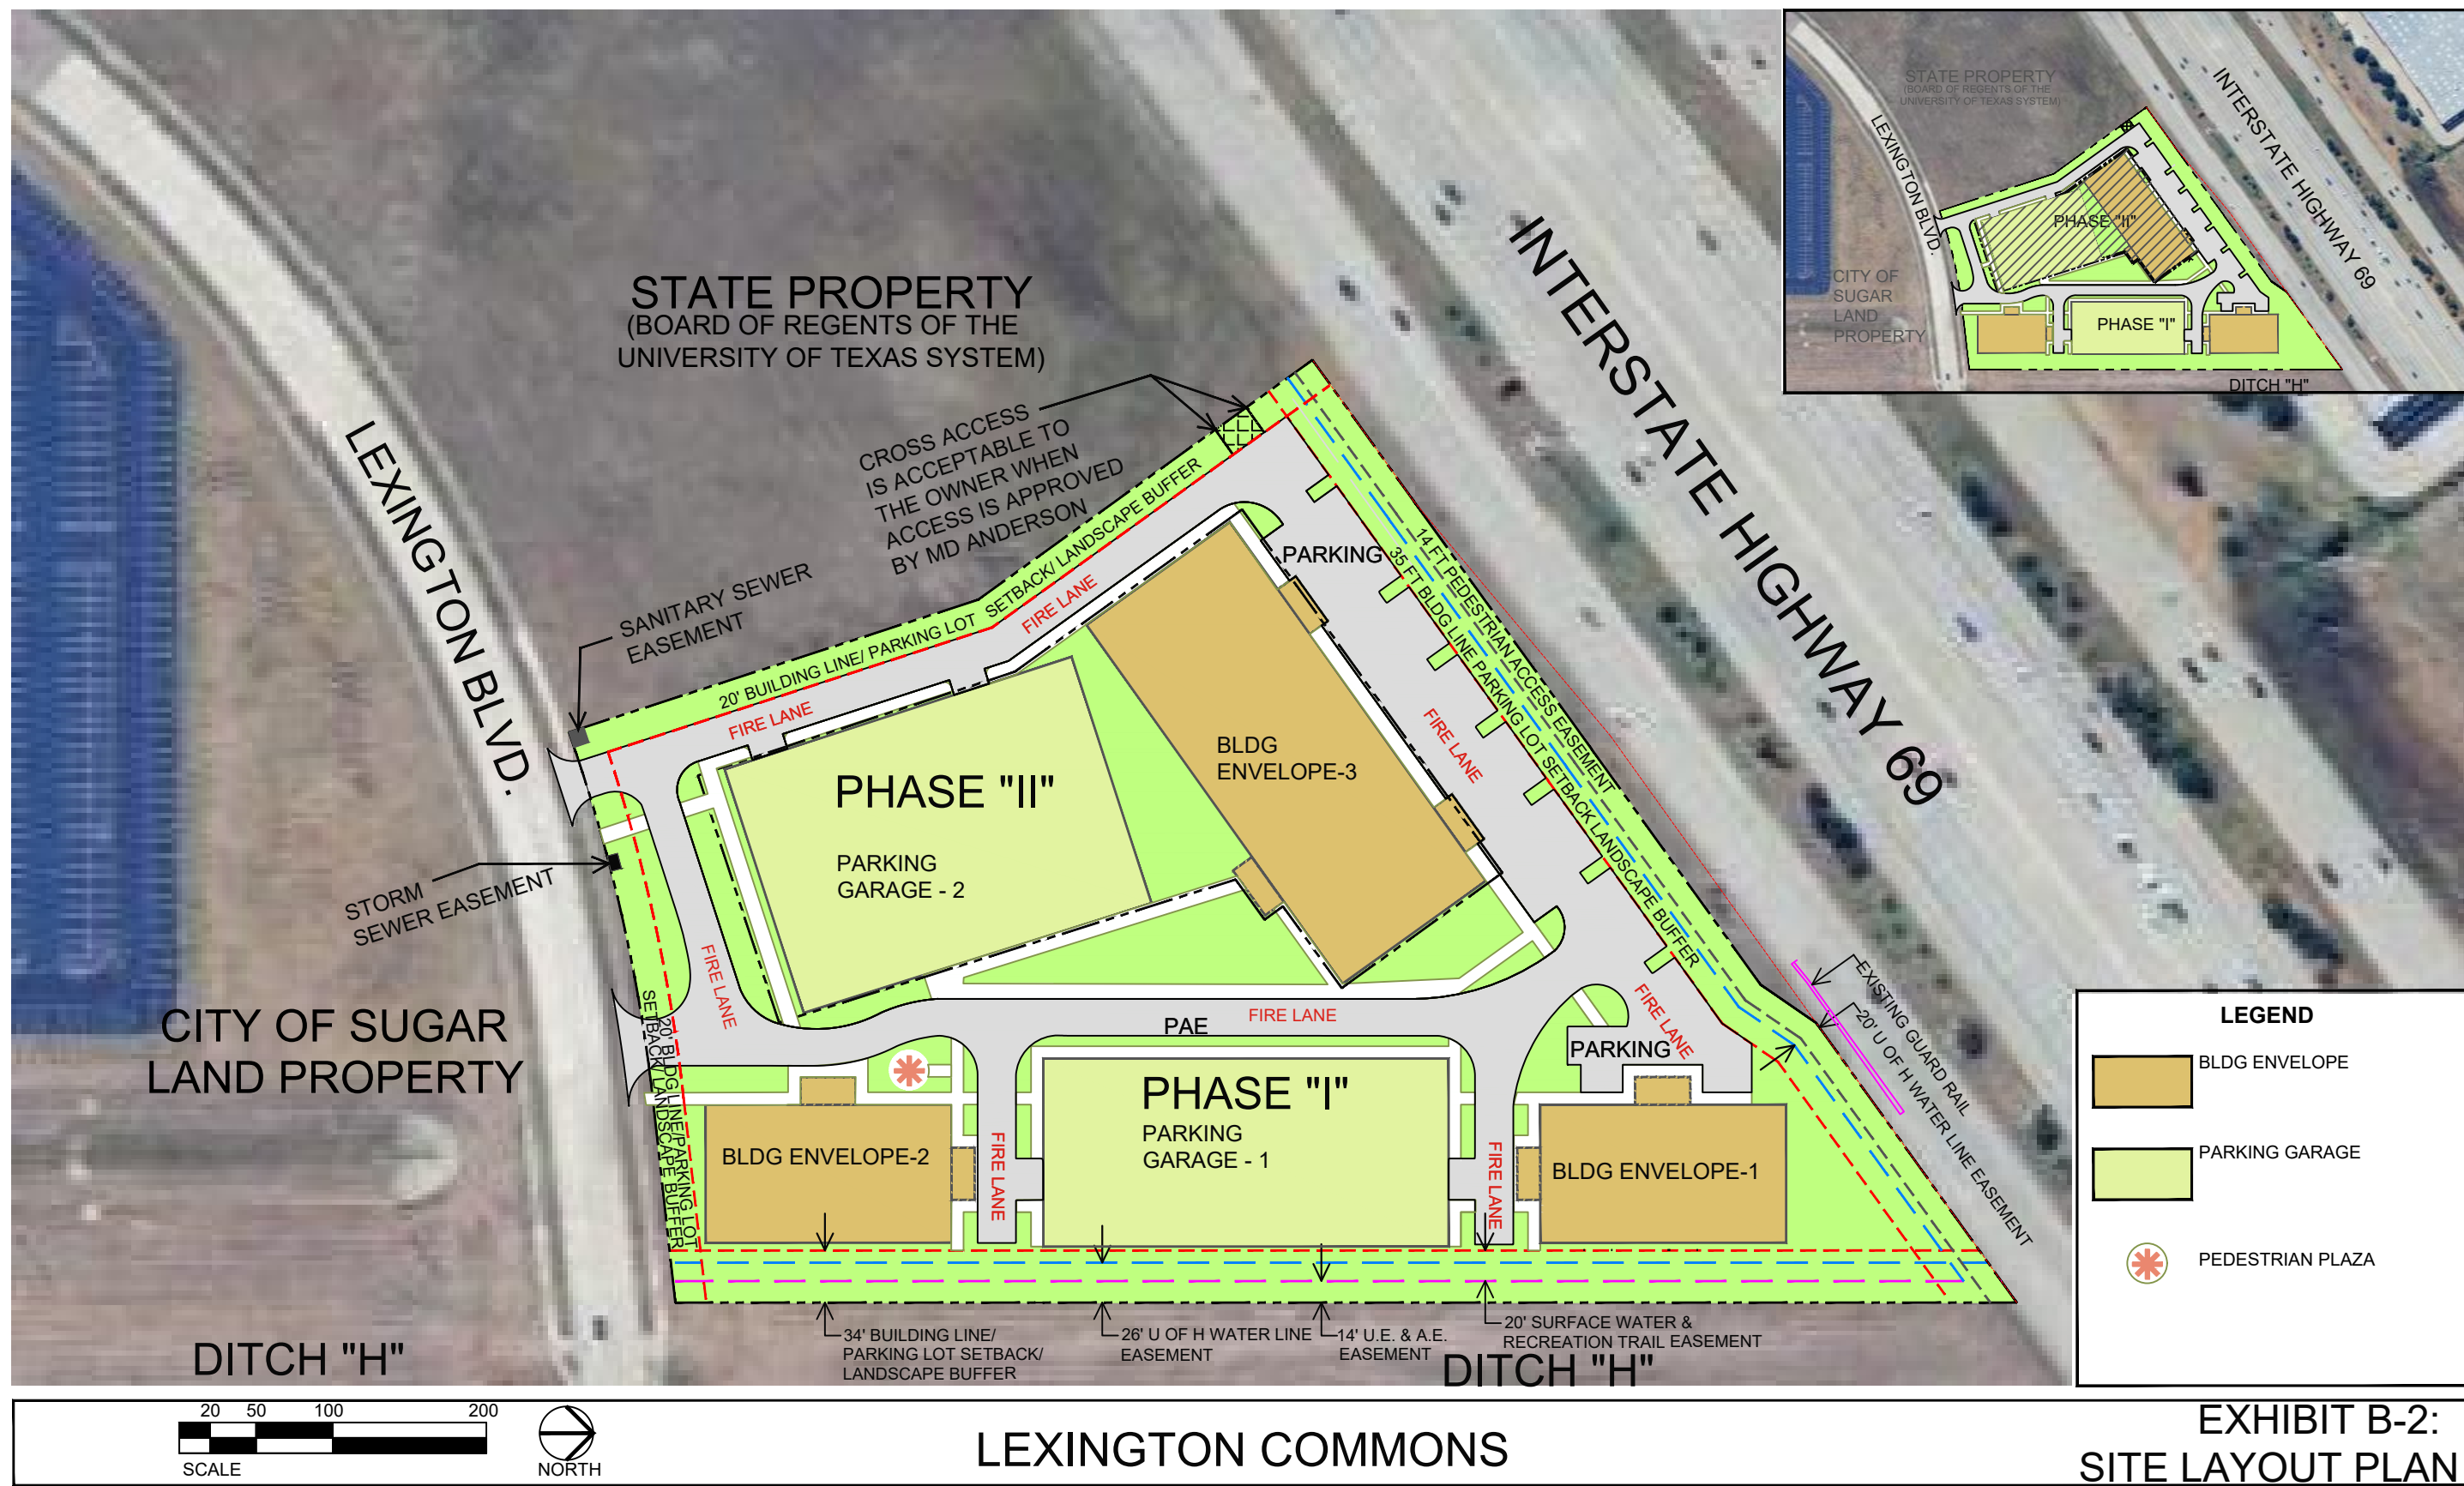 STATE PROPERTY
(BOARD OF REGENTS OF THE
UNIVERSITY OF TEXAS SYSTEM)
INTERSTATE HIGHWAY 69
LEXINGTON BLVD.
PHASE "II"
CITY OF
SUGAR
LAND
PROPERTY
PHASE "I"
DITCH "H"
STATE PROPERTY
(BOARD OF REGENTS OF THE
UNIVERSITY OF TEXAS SYSTEM)
INTERSTATE HIGHWAY 69
LEXINGTON BLVD.
CROSS ACCESS
IS ACCEPTABLE TO
THE OWNER WHEN
ACCESS IS APPROVED
BY MD ANDERSON
SANITARY SEWER
EASEMENT
20' BUILDING LINE/ PARKING LOT SETBACK/ LANDSCAPE BUFFER
FIRE LANE
FIRE LANE
PARKING
14 FT PEDESTRIAN ACCESS EASEMENT
35 FT BLDG LINE PARKING LOT SETBACK LANDSCAPE BUFFER
FIRE LANE
BLDG
ENVELOPE-3
PHASE "II"
PARKING
GARAGE - 2
STORM
SEWER EASEMENT
FIRE LANE
CITY OF SUGAR
LAND PROPERTY
20' BLDG LINE/PARKING LOT
SETBACK/LANDSCAPE BUFFER
PAE
FIRE LANE
FIRE LANE
PARKING
EXISTING GUARD RAIL
20' U OF H WATER LINE EASEMENT
PHASE "I"
PARKING
GARAGE - 1
BLDG ENVELOPE-2
FIRE LANE
FIRE LANE
BLDG ENVELOPE-1
34' BUILDING LINE/
PARKING LOT SETBACK/
LANDSCAPE BUFFER
26' U OF H WATER LINE
EASEMENT
14' U.E. & A.E.
EASEMENT
20' SURFACE WATER &
RECREATION TRAIL EASEMENT
DITCH "H"
DITCH "H"
LEGEND
BLDG ENVELOPE
PARKING GARAGE
PEDESTRIAN PLAZA
20 50 100 200
SCALE
NORTH
LEXINGTON COMMONS
EXHIBIT B-2:
SITE LAYOUT PLAN